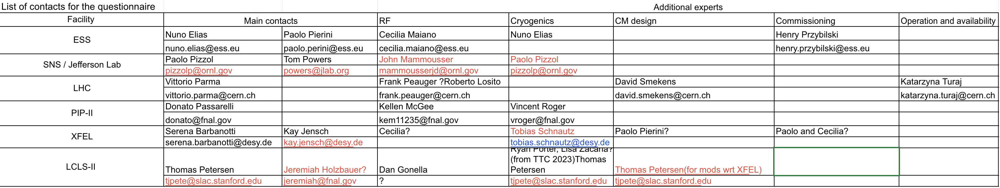 List of contacts for the questionnaire Additional experts
Facility Main contacts RF Cryogenics CM design Commissioning Operation and availability
ESS
Nuno Elias Paolo Pierini Cecilia Maiano Nuno Elias Henry Przybilski
nuno.elias@ess.eu paolo.perini@ess.eu cecilia.maiano@ess.eu henry.przybilski@ess.eu
SNS / Jefferson Lab
Paolo Pizzol Tom Powers John Mammousser Paolo Pizzol
pizzolp@ornl.gov powers@jlab.org mammousserjd@ornl.gov pizzolp@ornl.gov
LHC
Vittorio Parma Frank Peauger ?Roberto Losito David Smekens Katarzyna Turaj
vittorio.parma@cern.ch frank.peauger@cern.ch david.smekens@cern.ch katarzyna.turaj@cern.ch
PIP-II
Donato Passarelli Kellen McGee Vincent Roger
donato@fnal.gov kem11235@fnal.gov vroger@fnal.gov
XFEL
Serena Barbanotti Kay Jensch Cecilia? Tobias Schnautz Paolo Pierini? Paolo and Cecilia?
serena.barbanotti@desy.de kay.jensch@desy.de tobias.schnautz@desy.de
LCLS-II
Ryan Porter, Lisa Zacaria?
(from TTC 2023)Thomas
Thomas Petersen Jeremiah Holzbauer? Dan Gonella Petersen Thomas Petersen(for mods wrt XFEL)
tjpete@slac.stanford.edu jeremiah@fnal.gov ? tjpete@slac.stanford.edu tjpete@slac.stanford.edu